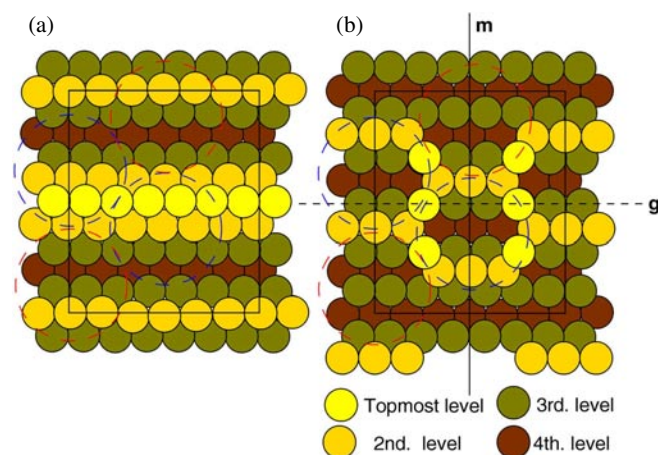 (a)
(b)
m
g
Topmost level
3rd. level
2nd. level
4th. level